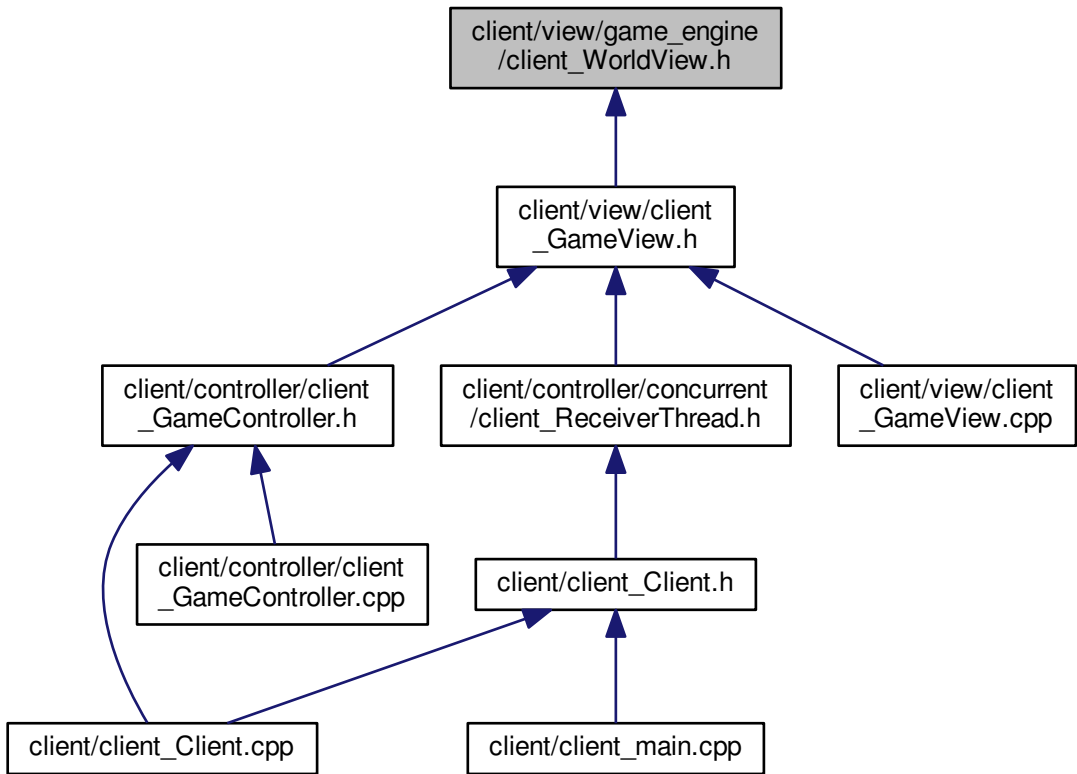 client/view/game_engine
/client_WorldView.h
client/view/client
_GameView.h
client/controller/client
_GameController.h
client/controller/concurrent
/client_ReceiverThread.h
client/view/client
_GameView.cpp
client/controller/client
_GameController.cpp
client/client_Client.h
client/client_Client.cpp
client/client_main.cpp